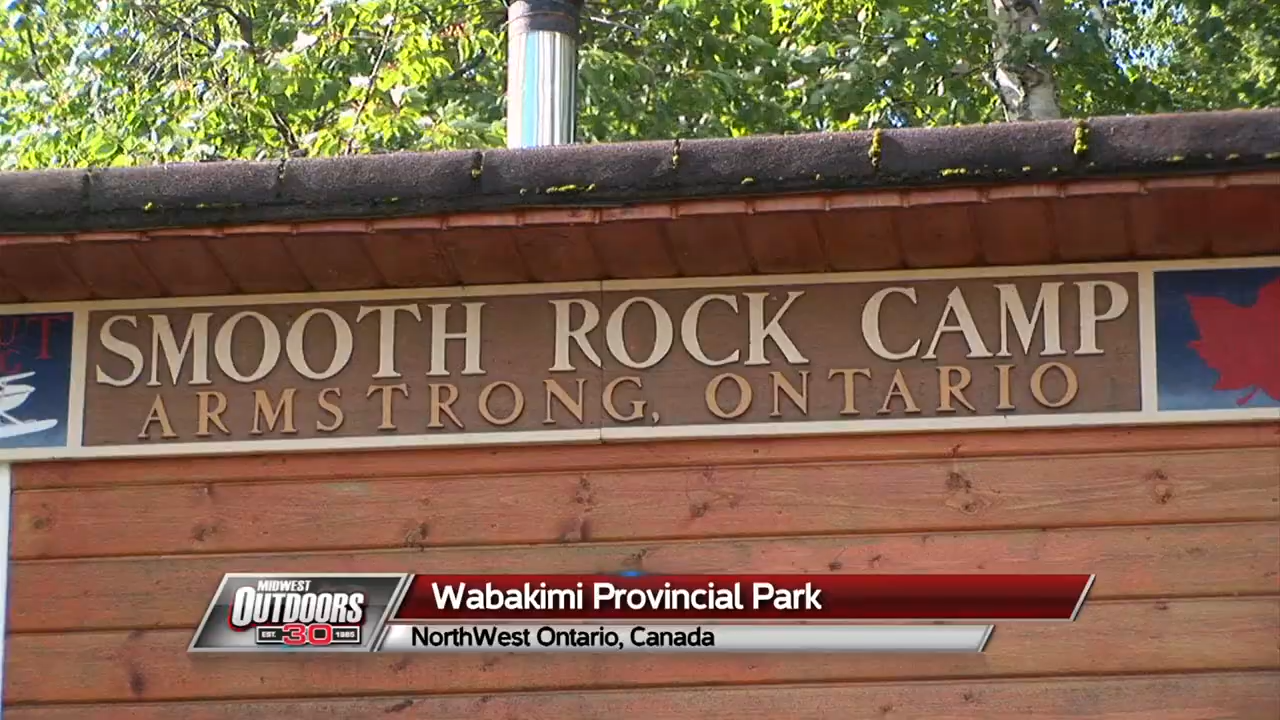 SMOOTH ROCK CAMP
ARMSTRONG, ONTARIO
MIDWEST
OUTDOORS
EST. 30 1985
Wabakimi Provincial Park
NorthWest Ontario, Canada